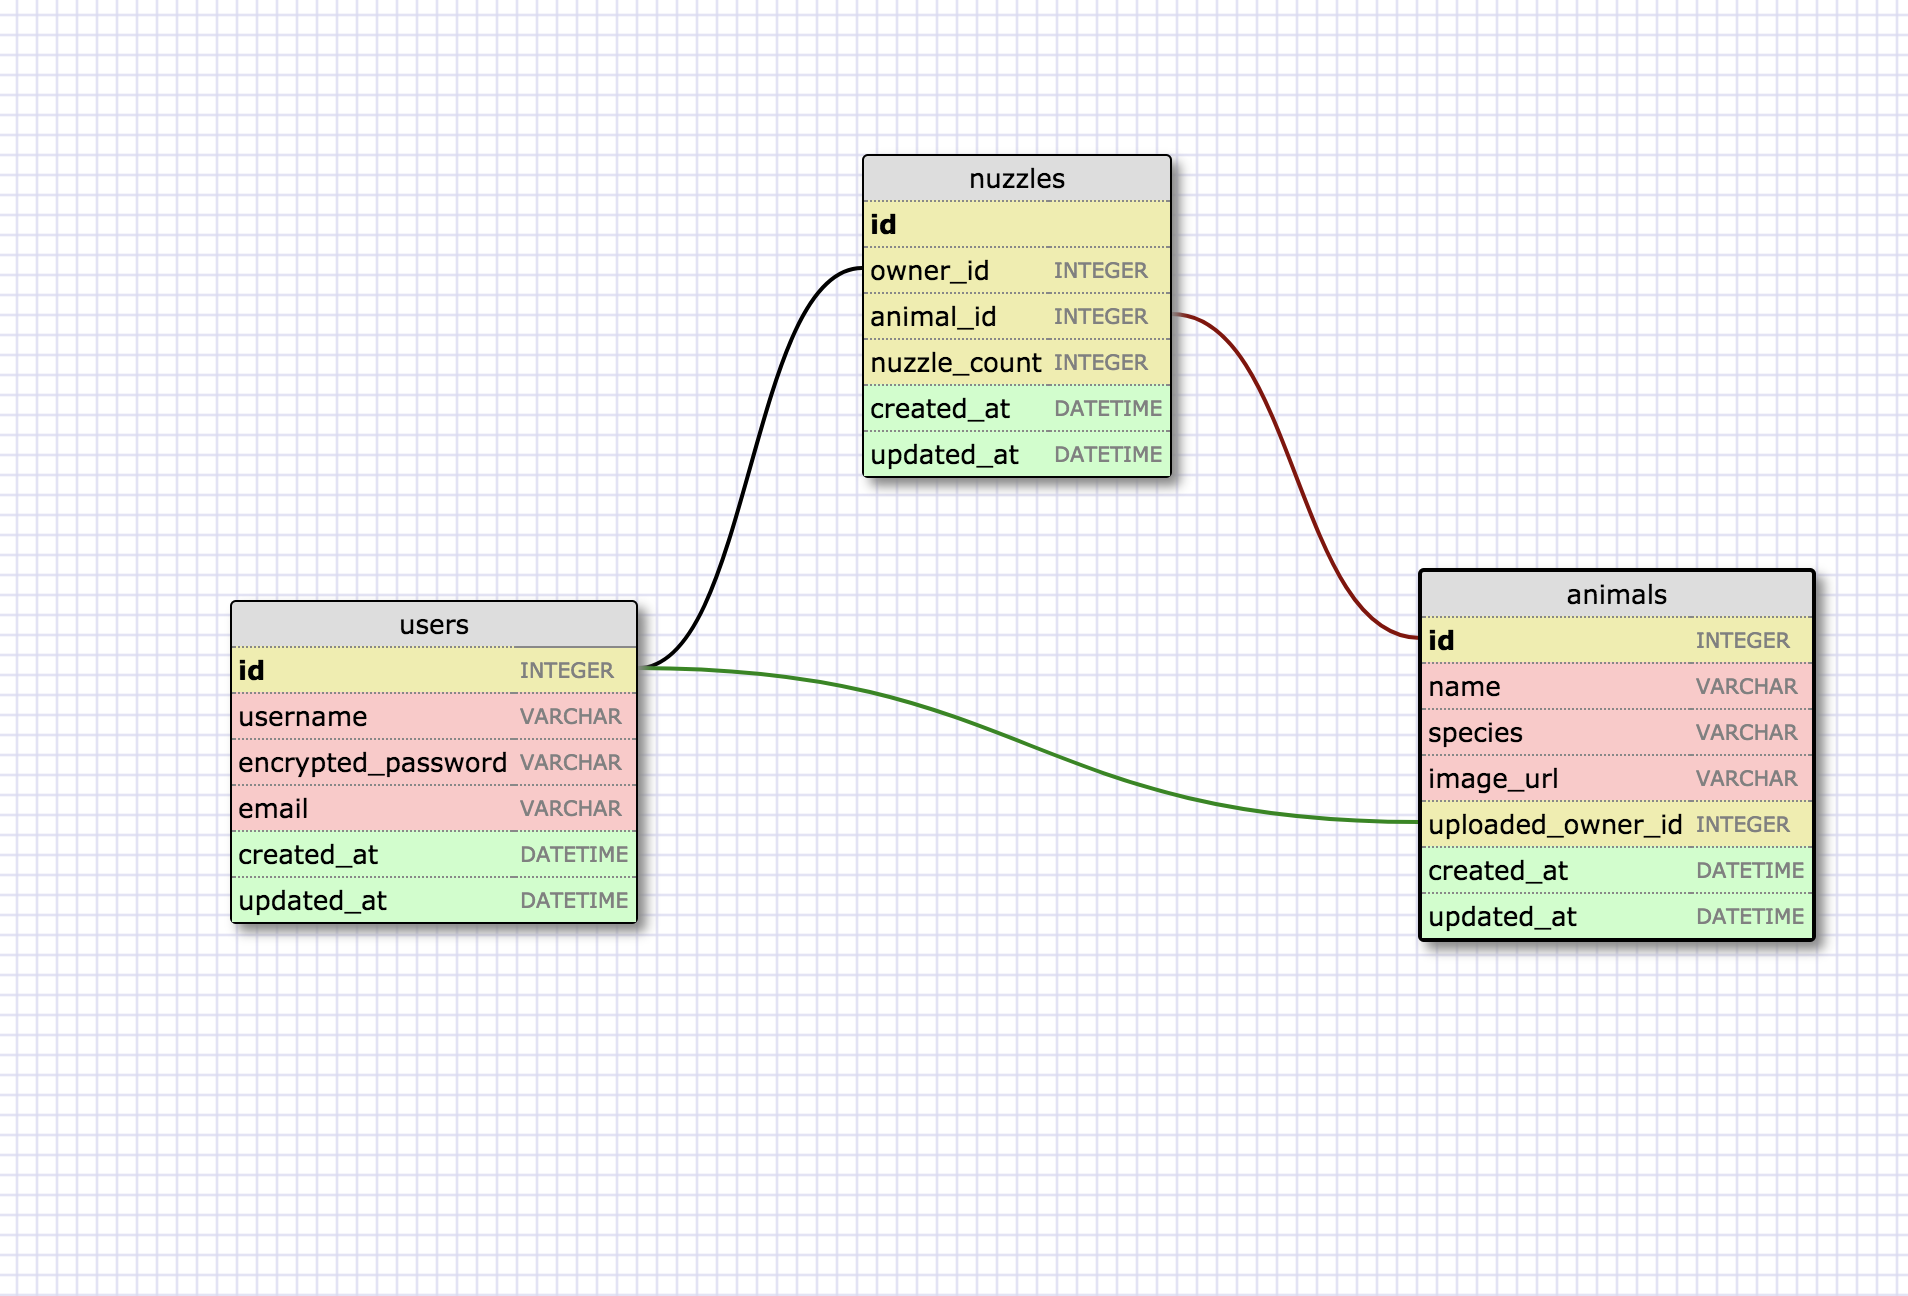 nuzzles
id
owner_id INTEGER
animal_id INTEGER
nuzzle_count INTEGER
created_at DATETIME
updated_at DATETIME
users
id INTEGER
username VARCHAR
encrypted_password VARCHAR
email VARCHAR
created_at DATETIME
updated_at DATETIME
animals
id INTEGER
name VARCHAR
species VARCHAR
image_url VARCHAR
uploaded_owner_id INTEGER
created_at DATETIME
updated_at DATETIME